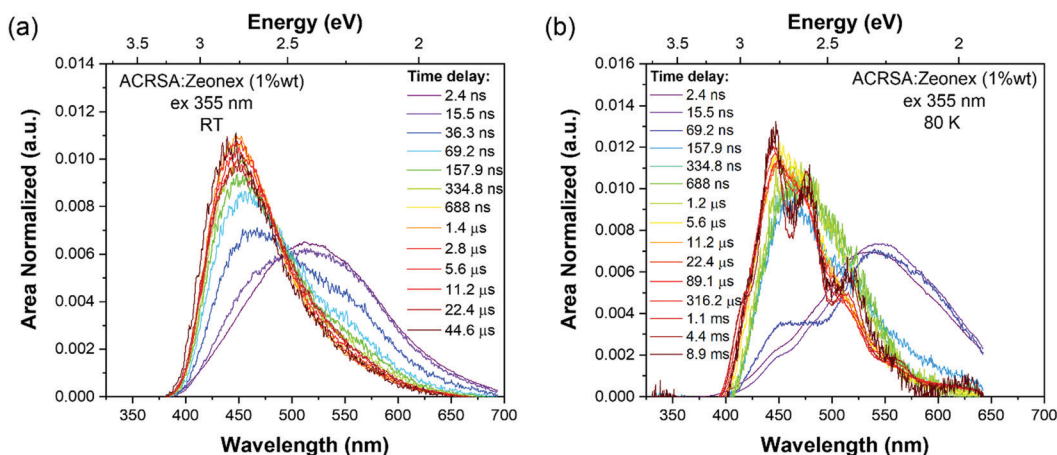 (a)
Energy (eV)
3.5 3 2.5 2
0.014
0.012
0.010
0.008
0.006
0.004
0.002
0.000
Area Normalized (a.u.)
ACRSA:Zeonex (1%wt)
ex 355 nm
RT
Time delay:
2.4 ns
15.5 ns
36.3 ns
69.2 ns
157.9 ns
334.8 ns
688 ns
1.4 µs
2.8 µs
5.6 µs
11.2 µs
22.4 µs
44.6 µs
350 400 450 500 550 600 650 700
Wavelength (nm)
(b)
Energy (eV)
3.5 3 2.5 2
0.016
0.014
0.012
0.010
0.008
0.006
0.004
0.002
0.000
Area Normalized (a.u.)
Time delay:
2.4 ns
15.5 ns
69.2 ns
157.9 ns
334.8 ns
688 ns
1.2 µs
5.6 µs
11.2 µs
22.4 µs
89.1 µs
316.2 µs
1.1 ms
4.4 ms
8.9 ms
ACRSA:Zeonex (1%wt)
ex 355 nm
80 K
350 400 450 500 550 600 650 700
Wavelength (nm)